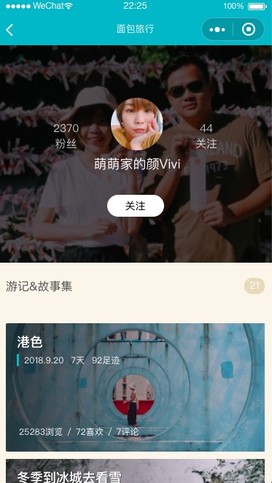 WeChat 22:25 100%
面包旅行
2370 44
粉丝 关注
萌萌家的颜Vivi
关注
游记&故事集 21
港色
2018.9.20 7天 92足迹
25283浏览 / 72喜欢 / 7评论
冬季到冰城去看雪